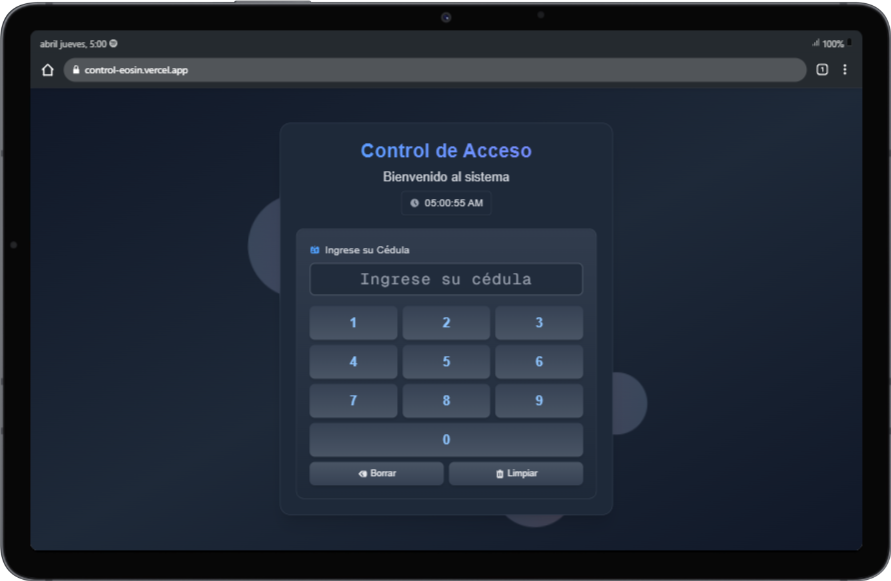 abril jueves, 5:00
100%
control-eosin.vercel.app
1
Control de Acceso
Bienvenido al sistema
05:00:55 AM
Ingrese su Cédula
Ingrese su cédula
1 2 3
4 5 6
7 8 9
0
Borrar Limpiar